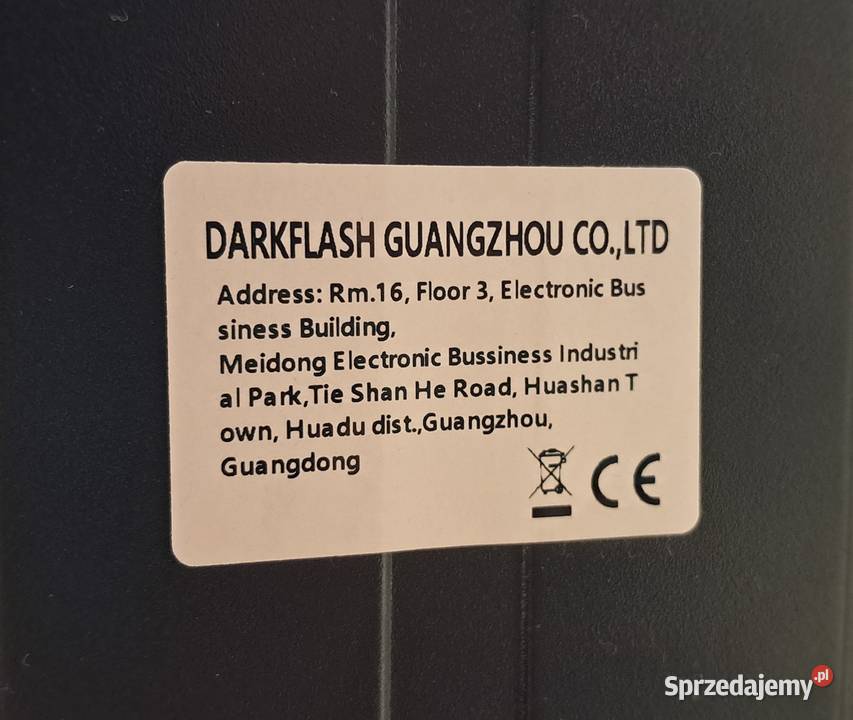 DARKFLASH GUANGZHOU CO.,LTD
Address: Rm.16, Floor 3, Electronic Bus
siness Building,
Meidong Electronic Bussiness Industri
al Park,Tie Shan He Road, Huashan T
own, Huadu dist.,Guangzhou,
Guangdong
CE
Sprzedajemy.pl